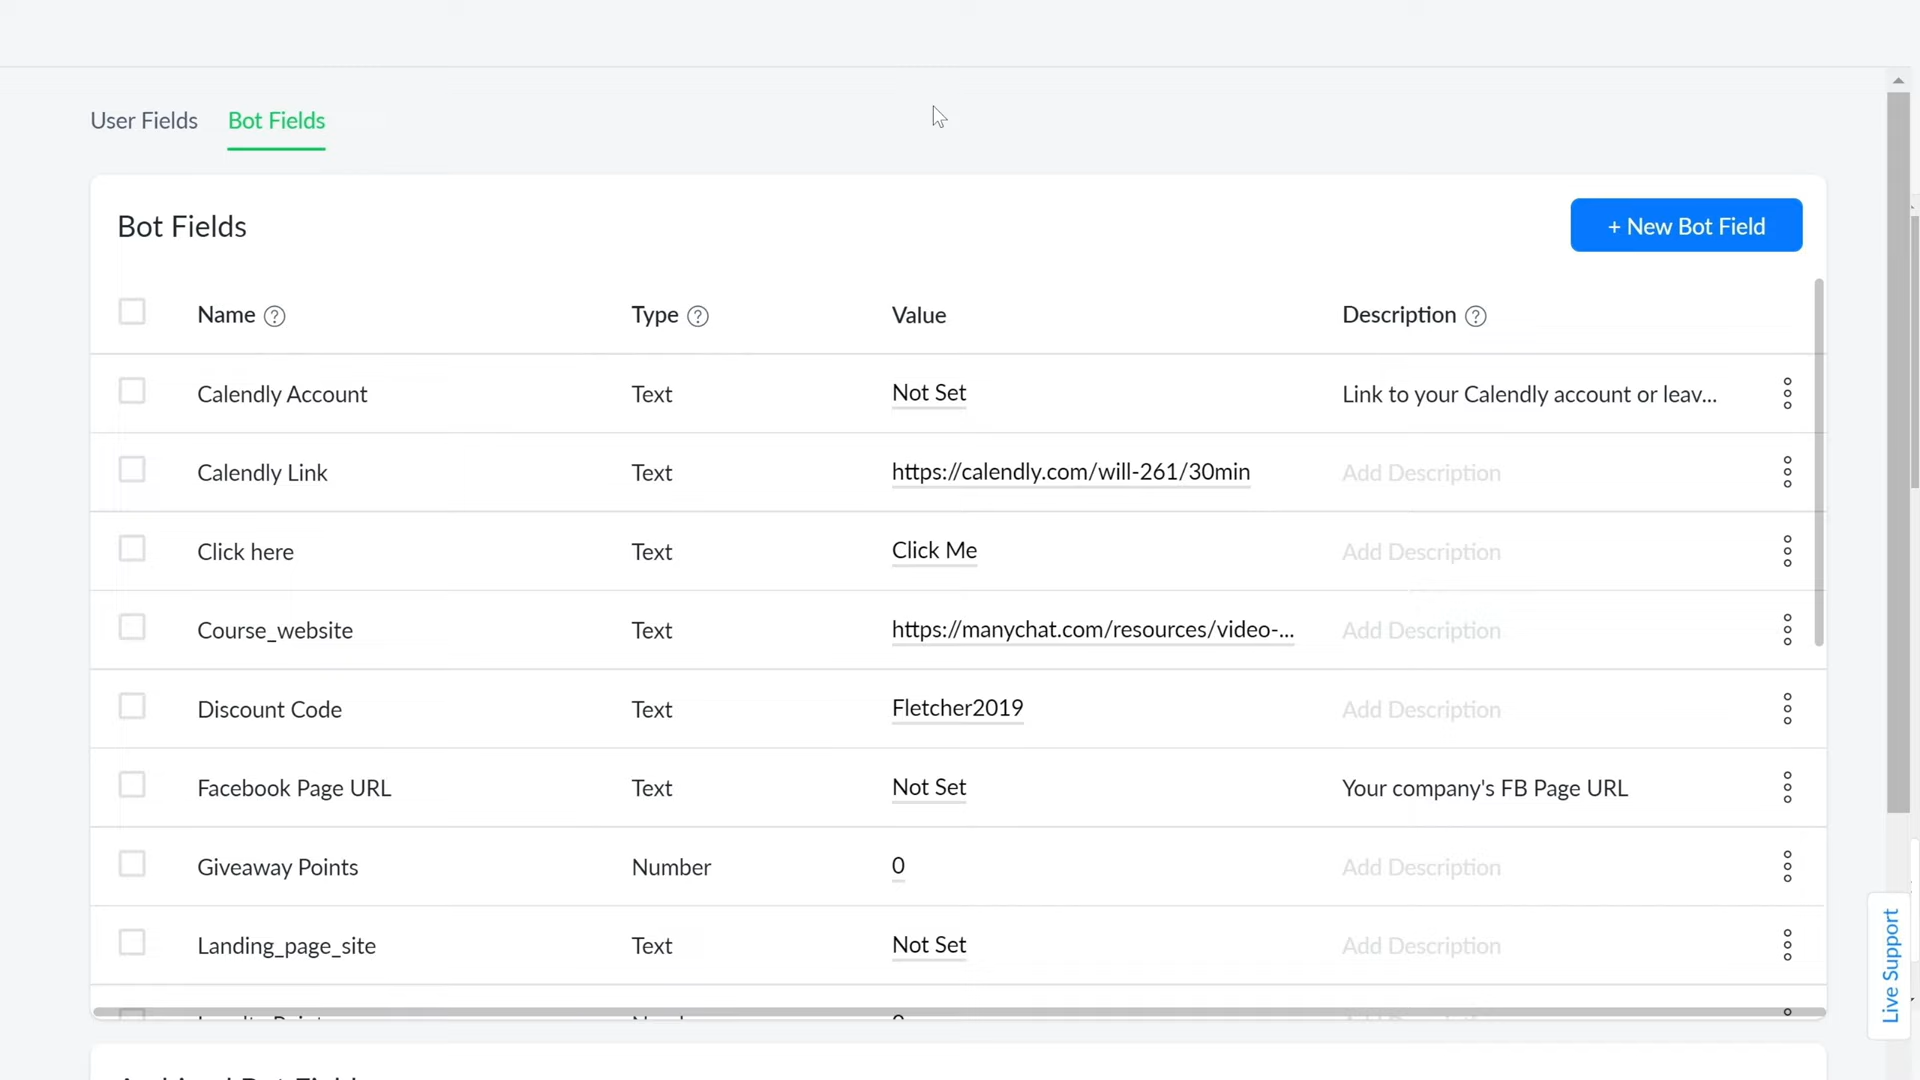 User Fields Bot Fields
Bot Fields
+ New Bot Field
Name ? Type ? Value Description ?
Calendly Account Text Not Set Link to your Calendly account or leav...
Calendly Link Text https://calendly.com/will-261/30min Add Description
Click here Text Click Me Add Description
Course_website Text https://manychat.com/resources/video-... Add Description
Discount Code Text Fletcher2019 Add Description
Facebook Page URL Text Not Set Your company's FB Page URL
Giveaway Points Number 0 Add Description
Landing_page_site Text Not Set Add Description
Live Support